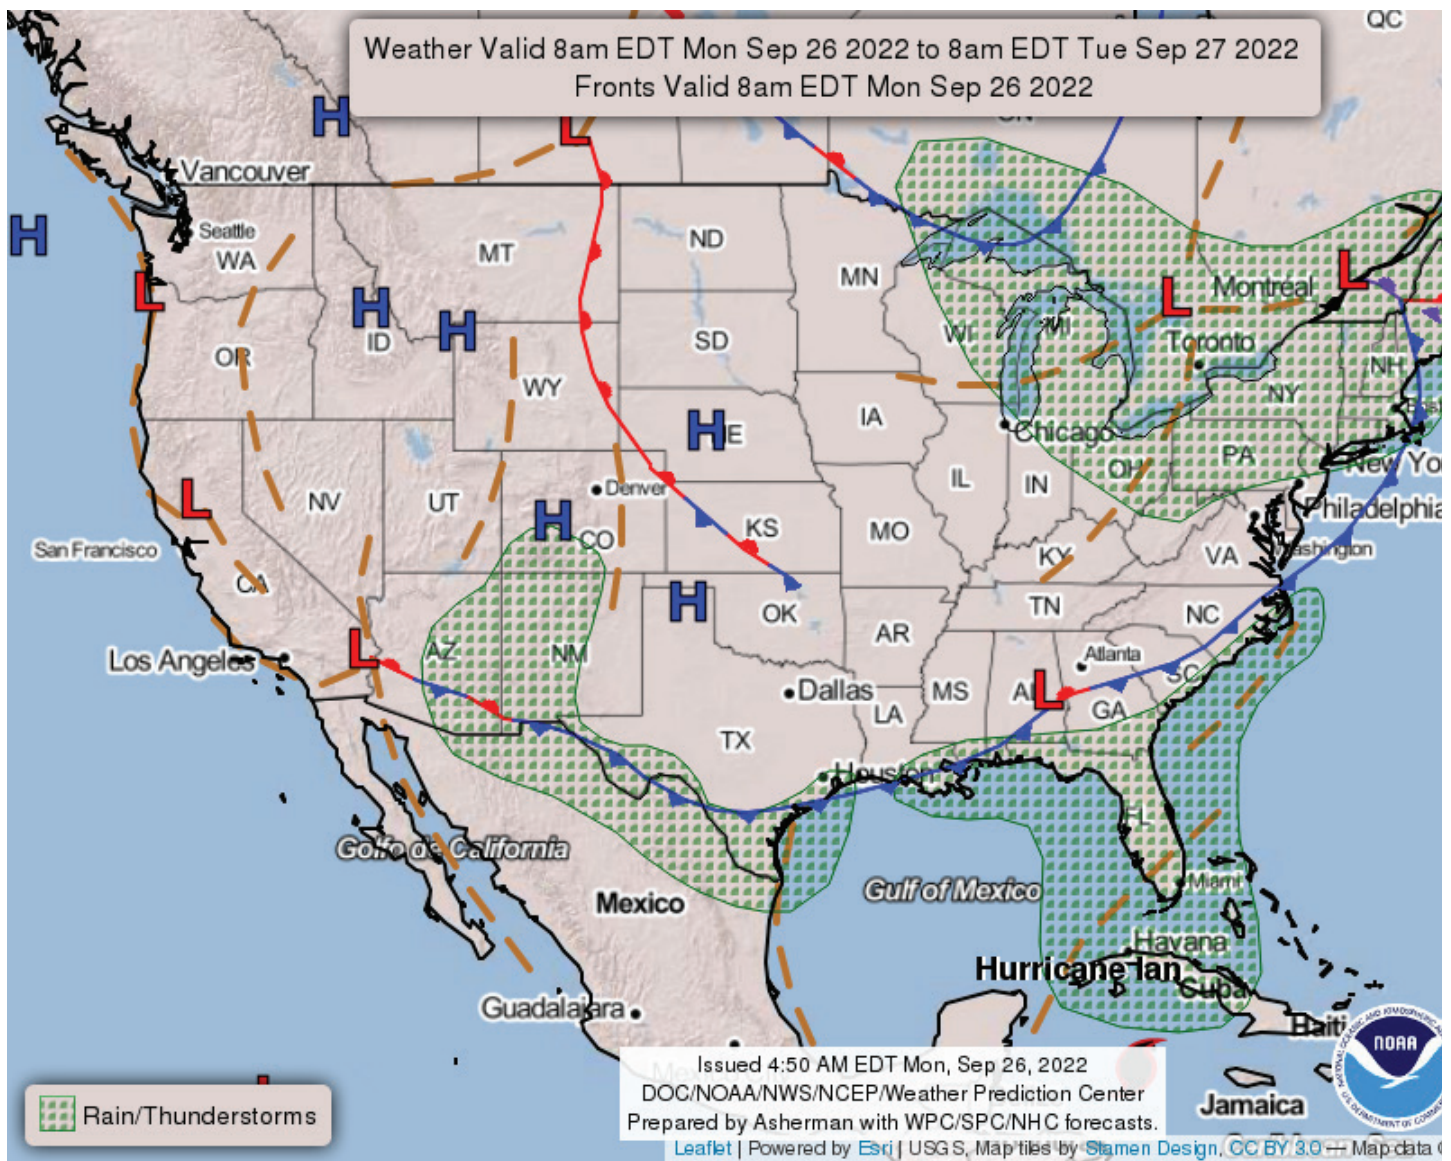 QC
Weather Valid 8am EDT Mon Sep 26 2022 to 8am EDT Tue Sep 27 2022
Fronts Valid 8am EDT Mon Sep 26 2022
H
L
Vancouver
H
Seattle
WA
MT
ND
MN
L
H
ID
H
L
Montréal
L
OR
WY
SD
WI
MI
Toronto
NH
NY
H
IA
Chicago
PA
OH
New Yo
L
NV
UT
Denver
IL
IN
Philadelphia
H
CO
KS
MO
San Francisco
KY
VA
Washington
CA
H
OK
TN
NC
AR
Los Angeles
L
AZ
NM
Atlanta
SC
Dallas
MS
L
GA
LA
TX
Houston
FL
Golfo de California
Mexico
Gulf of Mexico
Miami
Havana
Hurricane Ian
Cuba
Guadalajara
Haiti
NOAA
Issued 4:50 AM EDT Mon, Sep 26, 2022
DOC/NOAA/NWS/NCEP/Weather Prediction Center
Prepared by Asherman with WPC/SPC/NHC forecasts.
Jamaica
L
Rain/Thunderstorms
Leaflet | Powered by Esri | USGS, Map tiles by Stamen Design, CC BY 3.0 — Map data